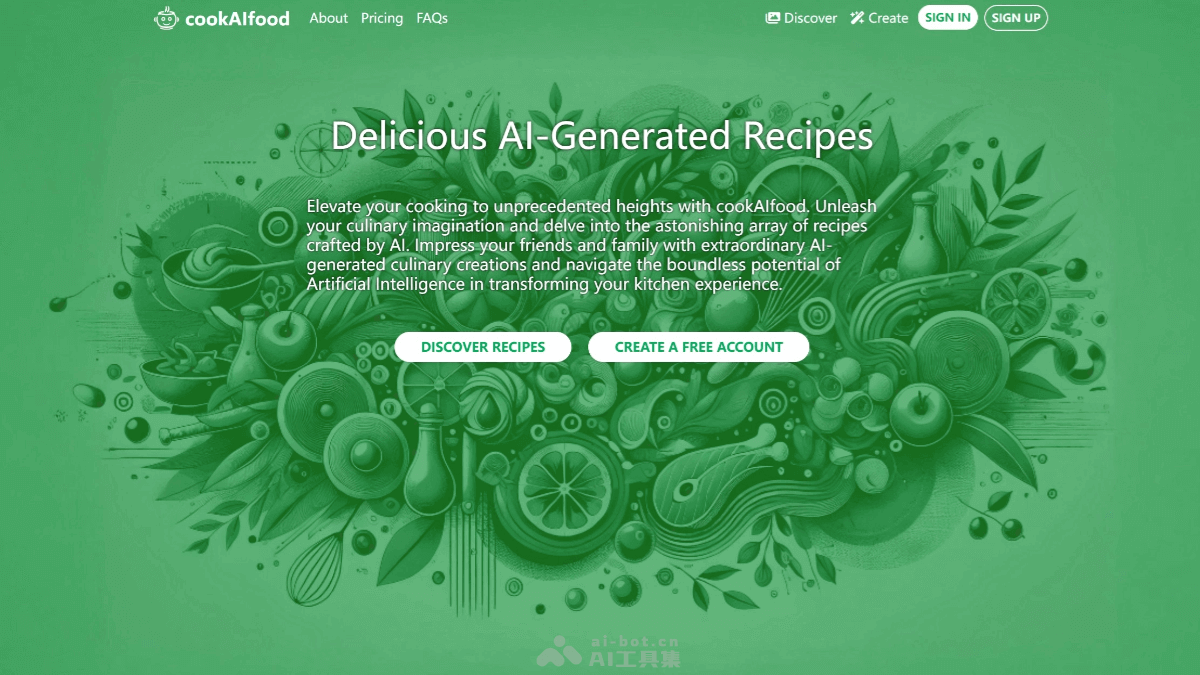 cookAIfood About Pricing FAQs Discover Create SIGN IN SIGN UP
Delicious AI-Generated Recipes
Elevate your cooking to unprecedented heights with cookAIfood. Unleash
your culinary imagination and delve into the astonishing array of recipes
crafted by AI. Impress your friends and family with extraordinary AI-
generated culinary creations and navigate the boundless potential of
Artificial Intelligence in transforming your kitchen experience.
DISCOVER RECIPES CREATE A FREE ACCOUNT
ai-bot.cn
AI工具集